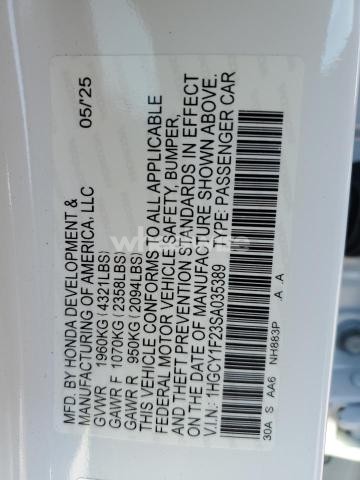 MFD. BY HONDA DEVELOPMENT &
MANUFACTURING OF AMERICA, LLC 05/'25
GVWR 1960KG(4321LBS)
GAWR F 1070KG(2358LBS)
GAWR R 950KG(2094LBS)
THIS VEHICLE CONFORMS TO ALL APPLICABLE
FEDERAL MOTOR VEHICLE SAFETY, BUMPER,
AND THEFT PREVENTION STANDARDS IN EFFECT
ON THE DATE OF MANUFACTURE SHOWN ABOVE.
V.I.N.: 1HGCY1F23SA035389 TYPE: PASSENGER CAR
30A S AA6 NH883P .A .A